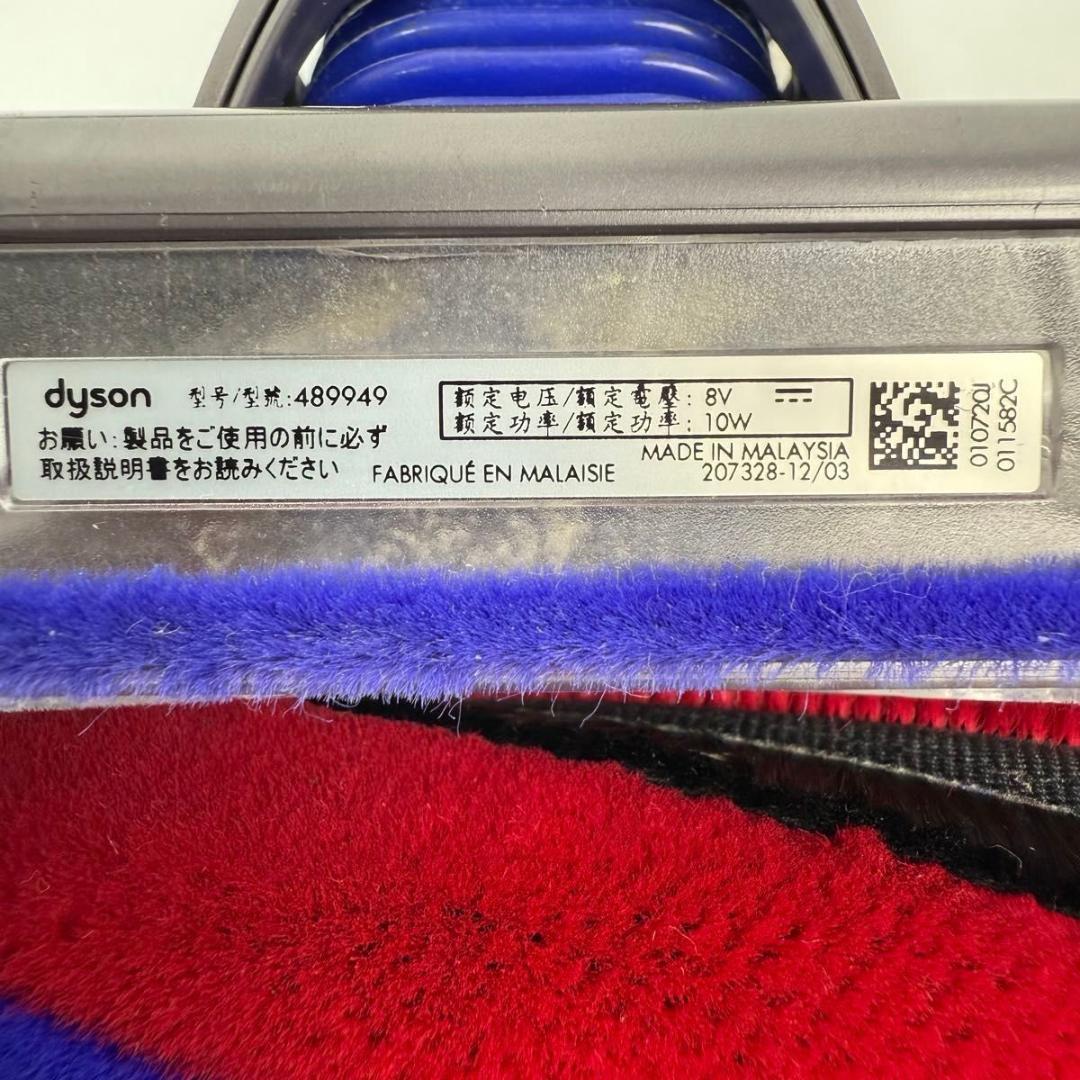 dyson
型号/型號:489949
お願い:製品をご使用の前に必ず
取扱説明書をお読みください
FABRIQUÉ EN MALAISIE
额定电压/額定電壓: 8V ⎓
额定功率/額定功率: 10W
MADE IN MALAYSIA
207328-12/03